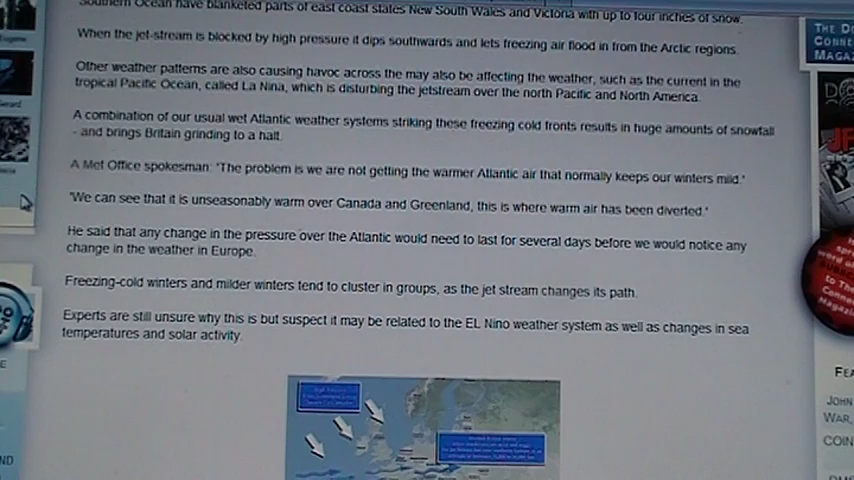 Southern Ocean have blanketed parts of east coast states New South Wales and Victoria with up to four inches of snow.
When the jet-stream is blocked by high pressure it dips southwards and lets freezing air flood in from the Arctic regions.
Other weather patterns are also causing havoc across the may also be affecting the weather, such as the current in the
tropical Pacific Ocean, called La Nina, which is disturbing the jetstream over the north Pacific and North America.
A combination of our usual wet Atlantic weather systems striking these freezing cold fronts results in huge amounts of snowfall
- and brings Britain grinding to a halt.
A Met Office spokesman: "The problem is we are not getting the warmer Atlantic air that normally keeps our winters mild."
"We can see that it is unseasonably warm over Canada and Greenland, this is where warm air has been diverted."
He said that any change in the pressure over the Atlantic would need to last for several days before we would notice any
change in the weather in Europe.
Freezing-cold winters and milder winters tend to cluster in groups, as the jet stream changes its path.
Experts are still unsure why this is but suspect it may be related to the EL Nino weather system as well as changes in sea
temperatures and solar activity.
THE
CONNE
MAGAZ
JF
word
to The
Conne
Magazin
FEA
JOHN
WAR,
COIN
E
ND